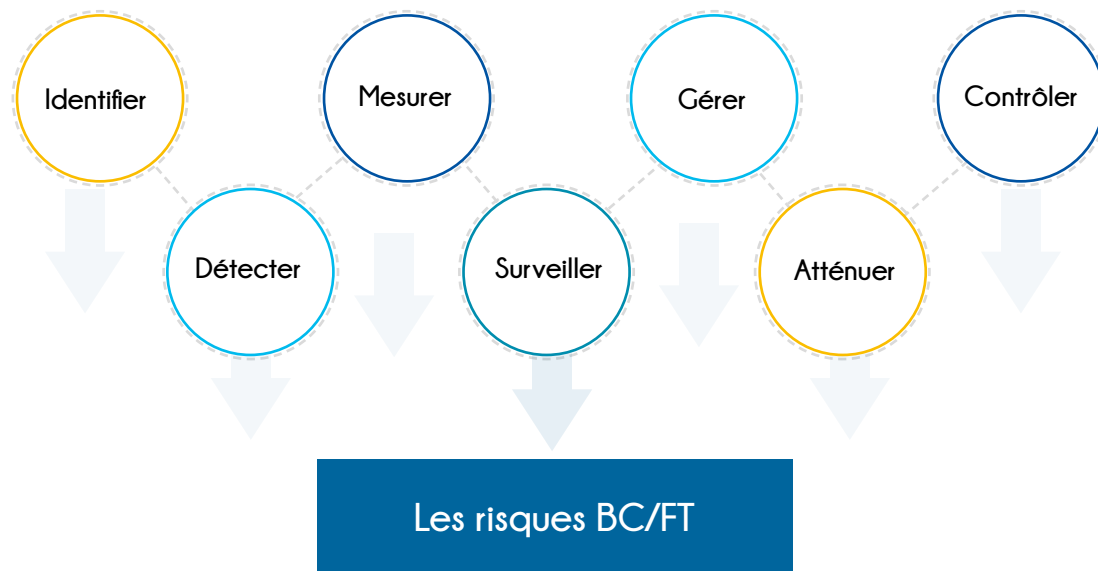 Identifier
Détecter
Mesurer
Surveiller
Gérer
Atténuer
Contrôler
Les risques BC/FT